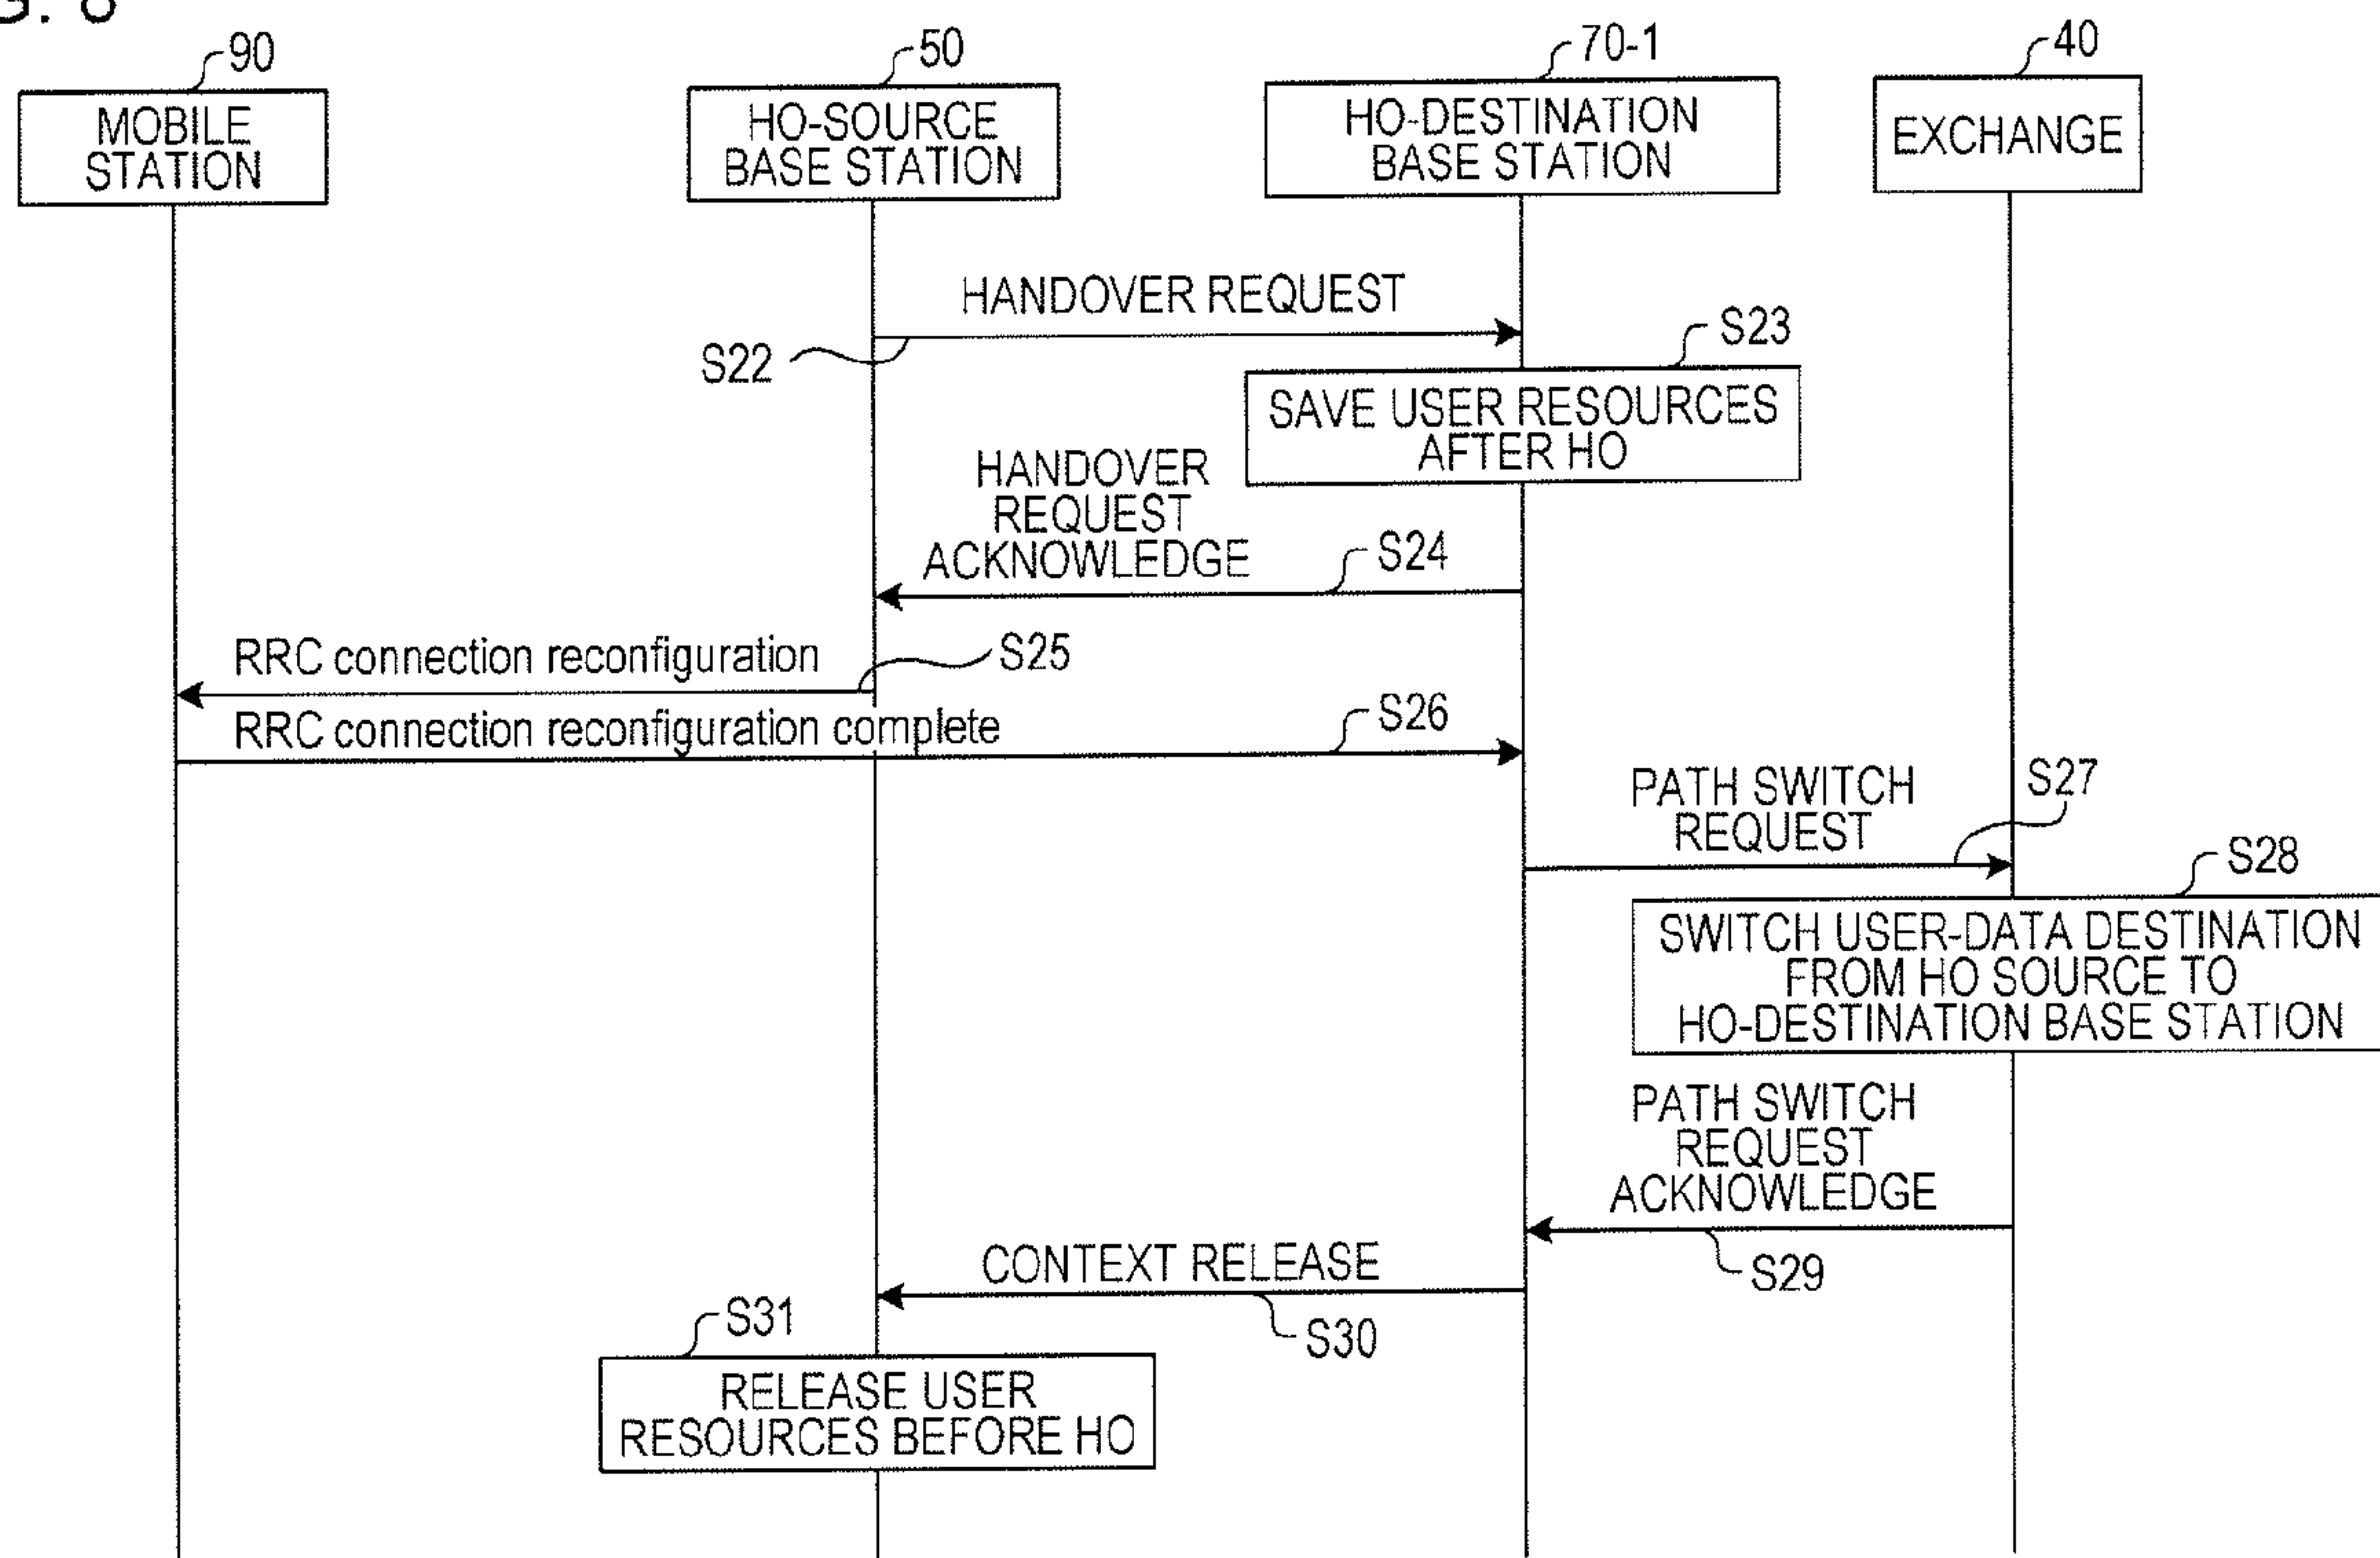 G. 8
90
50
70-1
40
MOBILE
STATION
HO-SOURCE
BASE STATION
HO-DESTINATION
BASE STATION
EXCHANGE
HANDOVER REQUEST
S22
S23
SAVE USER RESOURCES
AFTER HO
HANDOVER
REQUEST
ACKNOWLEDGE
S24
RRC connection reconfiguration
S25
RRC connection reconfiguration complete
S26
PATH SWITCH
REQUEST
S27
S28
SWITCH USER-DATA DESTINATION
FROM HO SOURCE TO
HO-DESTINATION BASE STATION
PATH SWITCH
REQUEST
ACKNOWLEDGE
S29
CONTEXT RELEASE
S30
S31
RELEASE USER
RESOURCES BEFORE HO